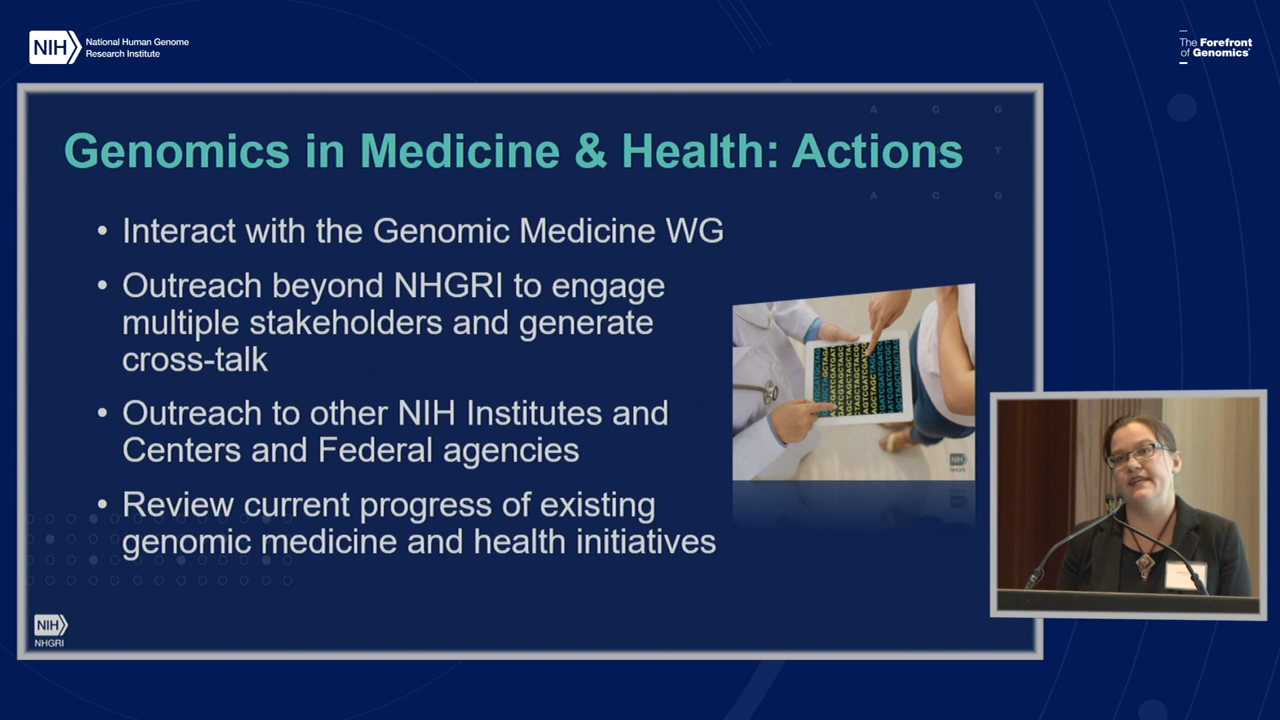 NIH
National Human Genome
Research Institute
The Forefront
of Genomics®
A C G
T
A C G
Genomics in Medicine & Health: Actions
• Interact with the Genomic Medicine WG
• Outreach beyond NHGRI to engage
multiple stakeholders and generate
cross-talk
• Outreach to other NIH Institutes and
Centers and Federal agencies
• Review current progress of existing
genomic medicine and health initiatives
NIH
NHGRI
NIH
NHGRI